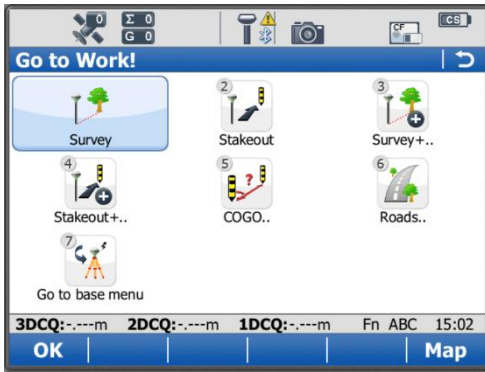 0 Σ 0
G 0
CF
CS
Go to Work!
Survey
2
Stakeout
3
Survey+..
4
Stakeout+..
5
COGO..
6
Roads..
7
Go to base menu
3DCQ:-.---m 2DCQ:-.---m 1DCQ:-.---m Fn ABC 15:02
OK Map